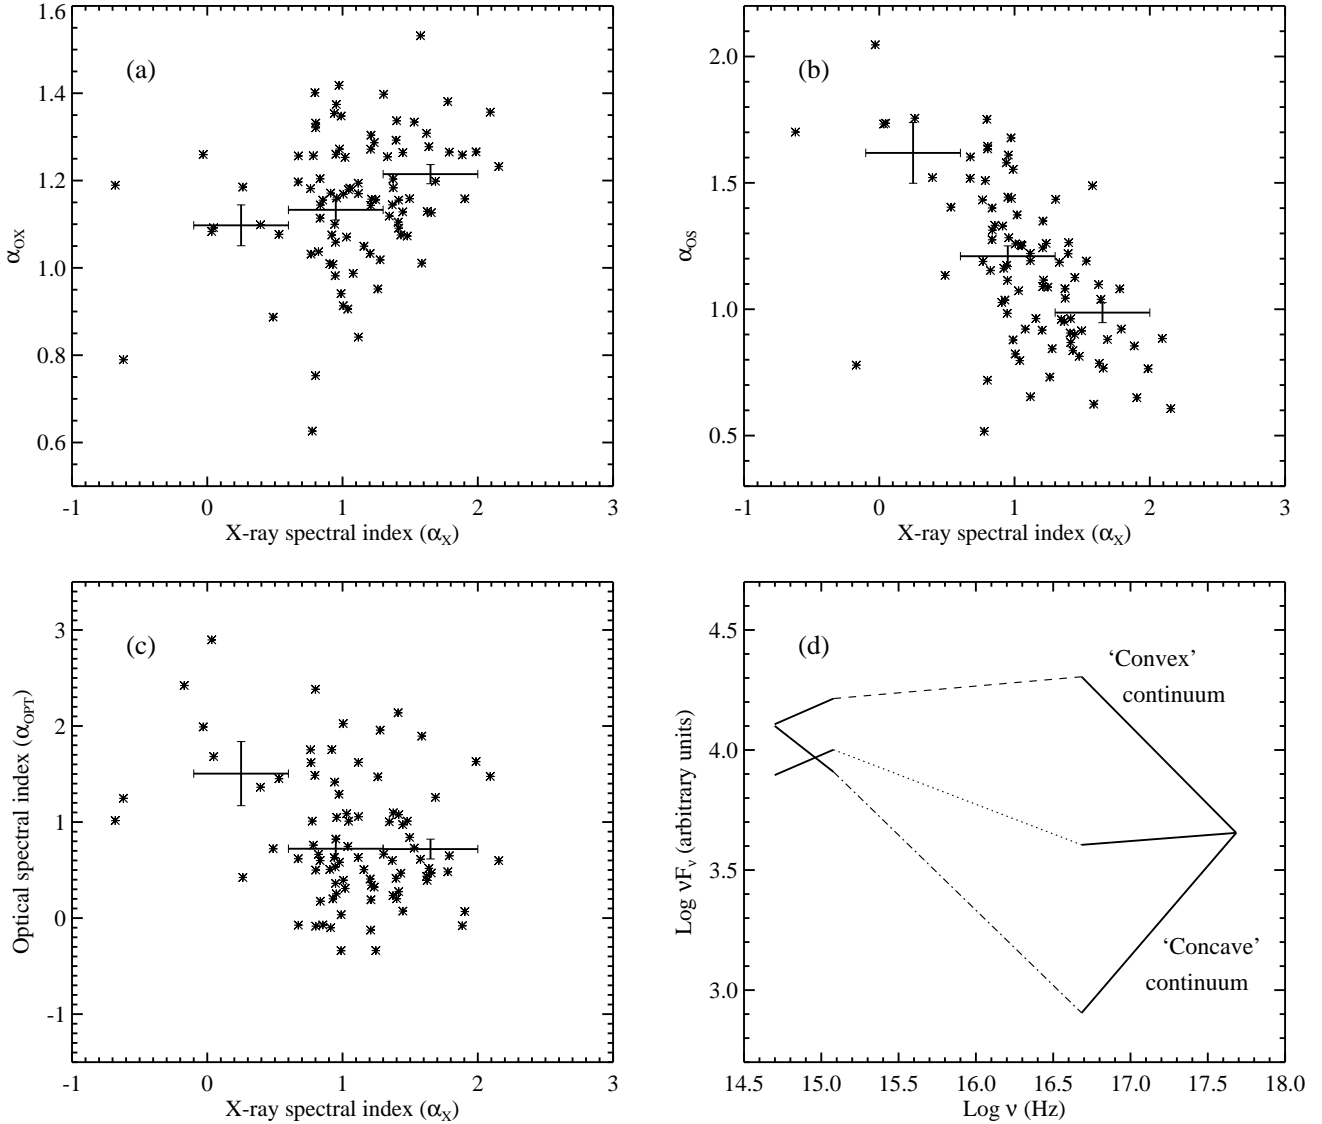 1.6
1.4
1.2
1.0
0.8
0.6
(a)
α_OX
-1 0 1 2 3
X-ray spectral index (α_X)
2.0
1.5
1.0
0.5
(b)
α_OS
-1 0 1 2 3
X-ray spectral index (α_X)
3
2
1
0
-1
(c)
Optical spectral index (α_OPT)
-1 0 1 2 3
X-ray spectral index (α_X)
4.5
4.0
3.5
3.0
(d)
‘Convex’
continuum
‘Concave’
continuum
Log νF_ν (arbitrary units)
14.5 15.0 15.5 16.0 16.5 17.0 17.5 18.0
Log ν (Hz)